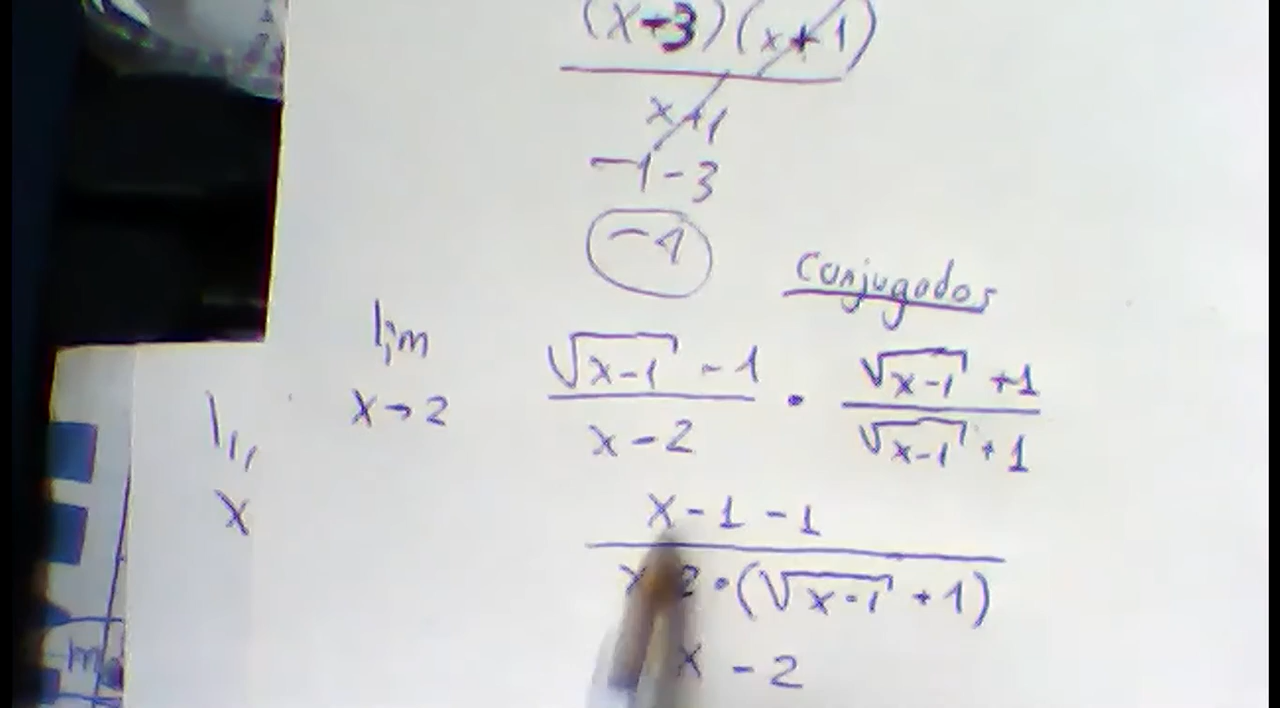 (x-3)(x+1)
x+1
-1-3
-4
Conjugados
lim x→2 √(x-1) -1 / x-2 • √(x-1) +1 / √(x-1) +1
x-1-1
x-2•(√(x-1) +1)
x-2